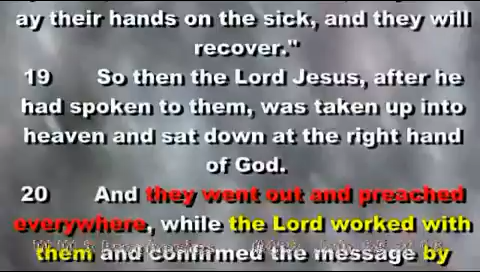 ay their hands on the sick, and they will
recover."
19 So then the Lord Jesus, after he
had spoken to them, was taken up into
heaven and sat down at the right hand
of God.
20 And they went out and preached
everywhere, while the Lord worked with
them and confirmed the message by